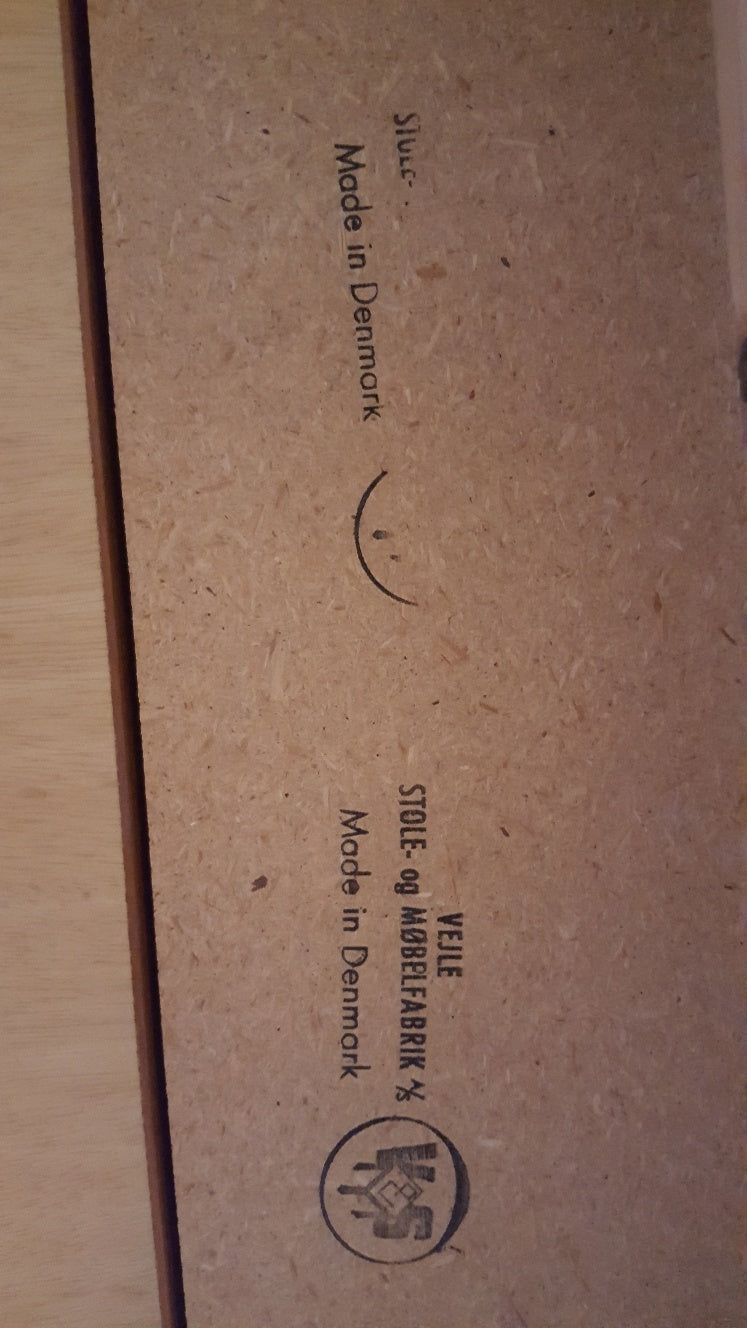 Made in Denmark
VEJLE
STOLE- og MØBELFABRIK A/S
Made in Denmark